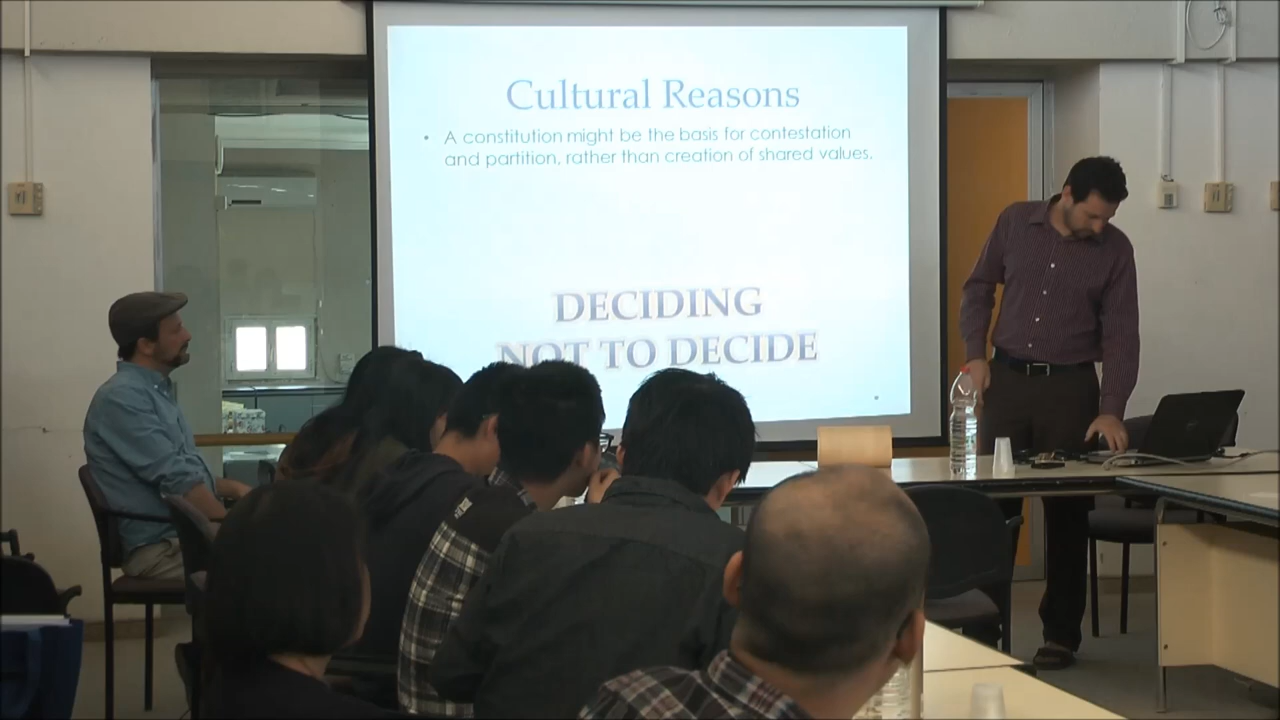 Cultural Reasons
• A constitution might be the basis for contestation
and partition, rather than creation of shared values.
DECIDING
NOT TO DECIDE